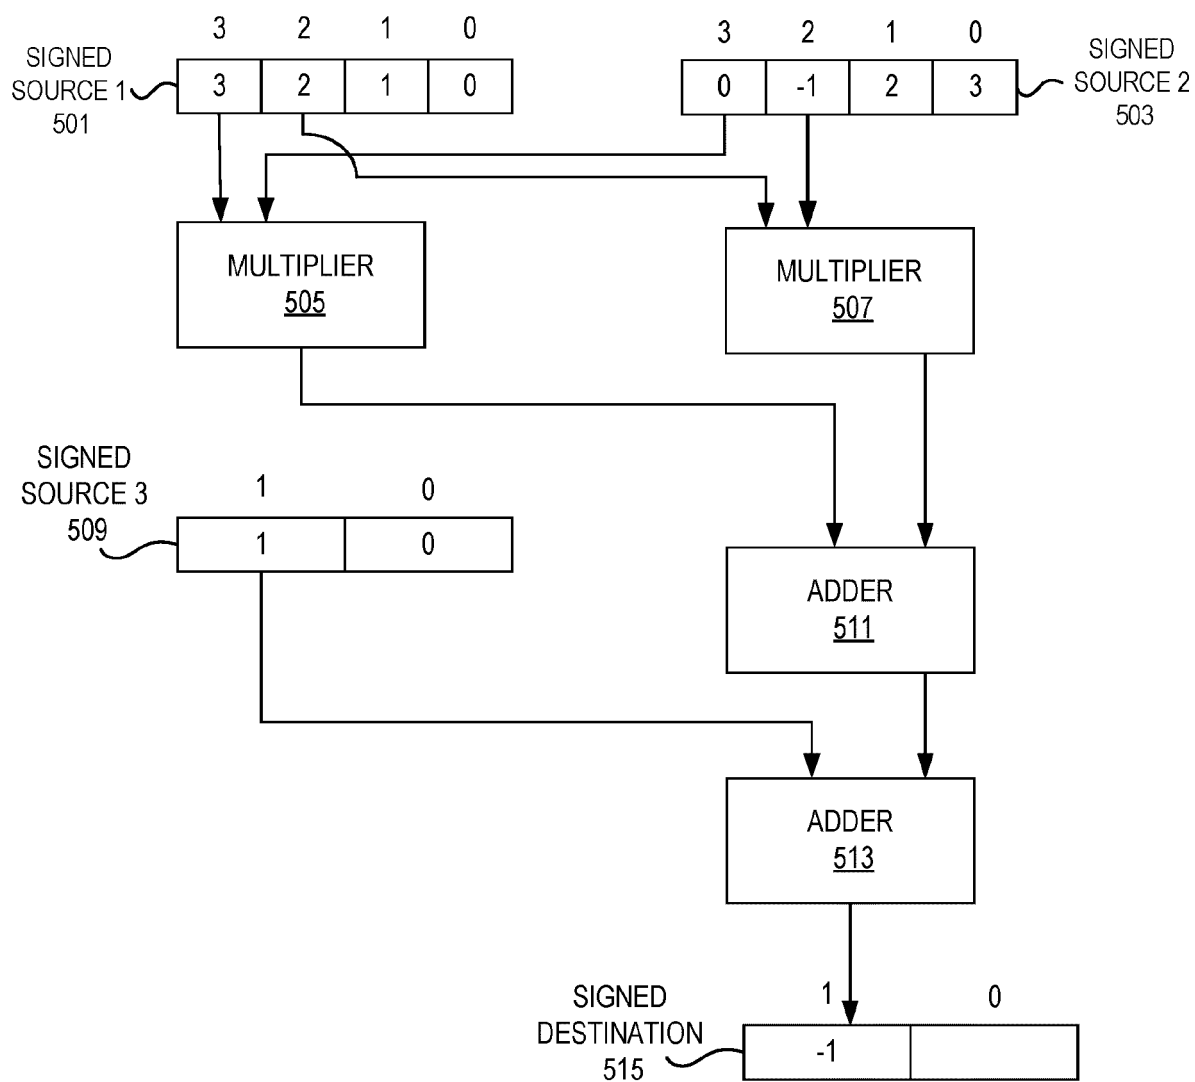 3 2 1 0
3 2 1 0
SIGNED
SOURCE 1
501
3 2 1 0
0 -1 2 3
SIGNED
SOURCE 2
503
MULTIPLIER
505
MULTIPLIER
507
SIGNED
SOURCE 3
509
1 0
1 0
ADDER
511
ADDER
513
SIGNED
DESTINATION
515
1 0
-1